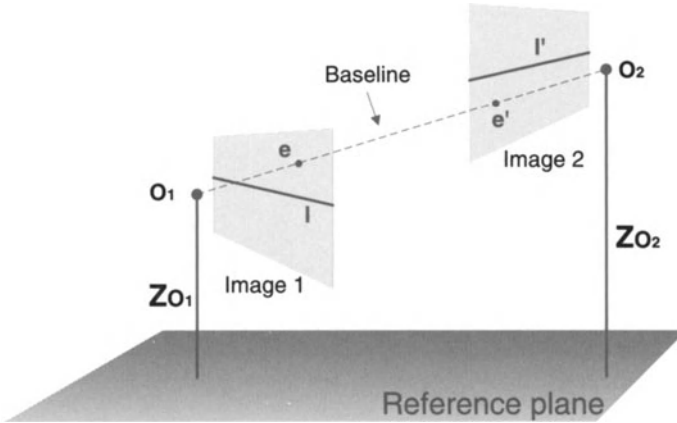 l'
O₂
Baseline
e'
e
Image 2
O₁
l
Zo₂
Zo₁
Image 1
Reference plane